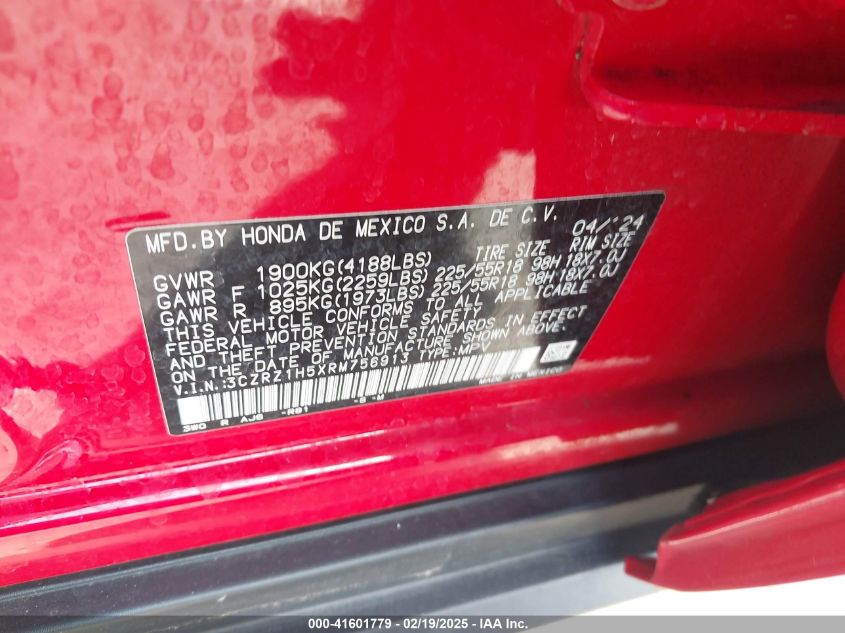 MFD.BY HONDA DE MEXICO S.A. DE C.V. 04/'24
TIRE SIZE RIM SIZE
GVWR 1900KG(4188LBS)
GAWR F 1025KG(2259LBS) 225/55R18 98H 18X7.0J
GAWR R 895KG(1973LBS) 225/55R18 98H 18X7.0J
THIS VEHICLE CONFORMS TO ALL APPLICABLE
FEDERAL MOTOR VEHICLE SAFETY
AND THEFT PREVENTION STANDARDS IN EFFECT
ON THE DATE OF MANUFACTURE SHOWN ABOVE.
V.I.N.:3CZRZ1H5XRM756913 TYPE:MPV
MADE IN MEXICO
3WO R AJG -R81 -B -M
000-41601779 - 02/19/2025 - IAA Inc.